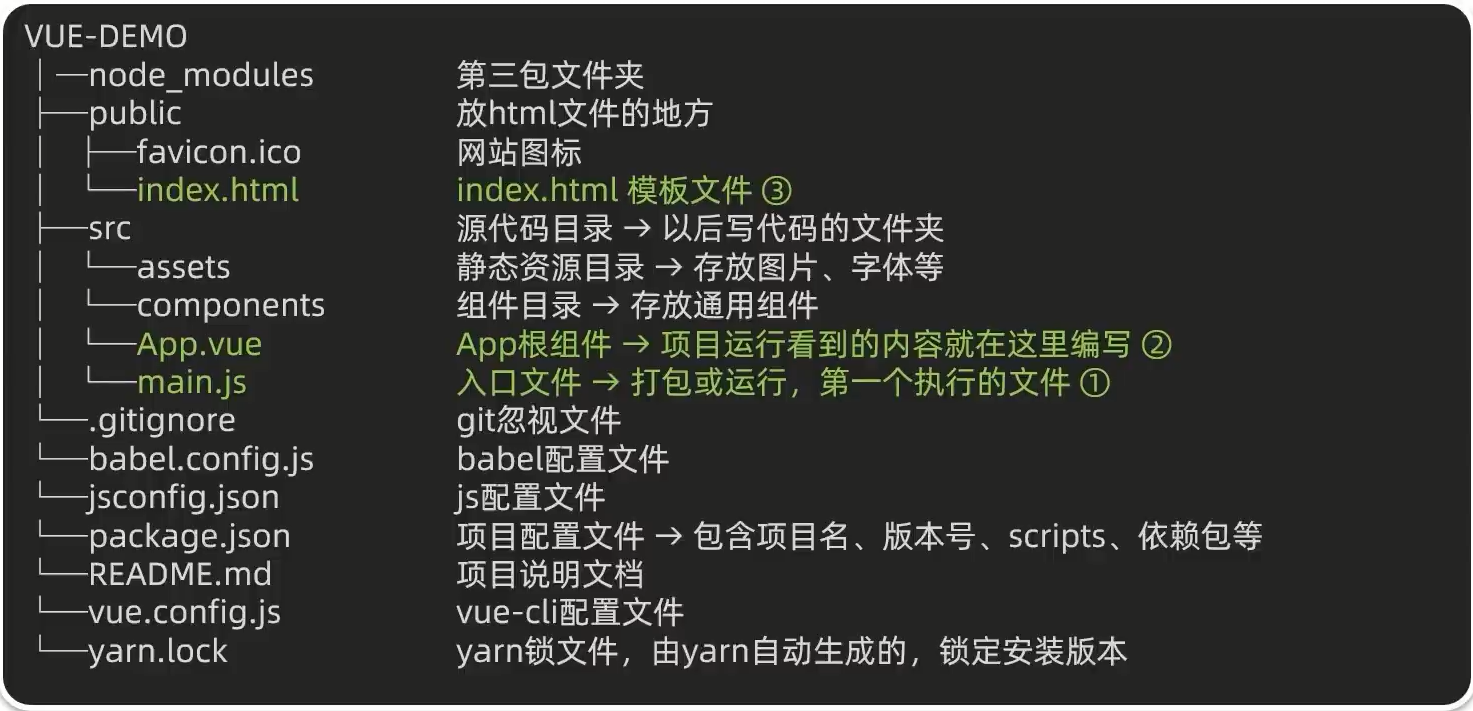 VUE-DEMO
│ ─node_modules 第三包文件夹
├──public 放html文件的地方
│ ├──favicon.ico 网站图标
│ └──index.html index.html 模板文件 ③
├──src 源代码目录 → 以后写代码的文件夹
│ └──assets 静态资源目录 → 存放图片、字体等
│ └──components 组件目录 → 存放通用组件
│ └──App.vue App根组件 → 项目运行看到的内容就在这里编写 ②
│ └──main.js 入口文件 → 打包或运行，第一个执行的文件 ①
└──.gitignore git忽视文件
└──babel.config.js babel配置文件
└──jsconfig.json js配置文件
└──package.json 项目配置文件 → 包含项目名、版本号、scripts、依赖包等
└──README.md 项目说明文档
└──vue.config.js vue-cli配置文件
└──yarn.lock yarn锁文件，由yarn自动生成的，锁定安装版本